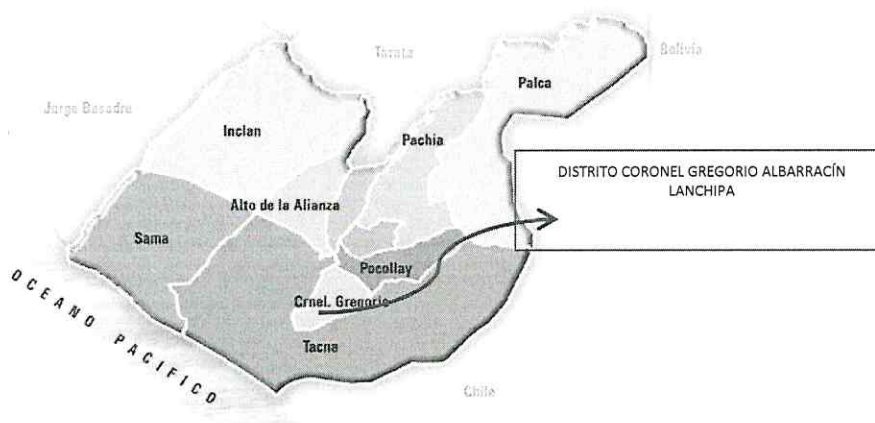 Tarata
Bolivia
Palca
Jorge Basadre
Inclan
Pachia
DISTRITO CORONEL GREGORIO ALBARRACÍN
LANCHIPA
Alto de la Alianza
Sama
Pocollay
OCEANO PACIFICO
Crnel. Gregorio
Tacna
Chile